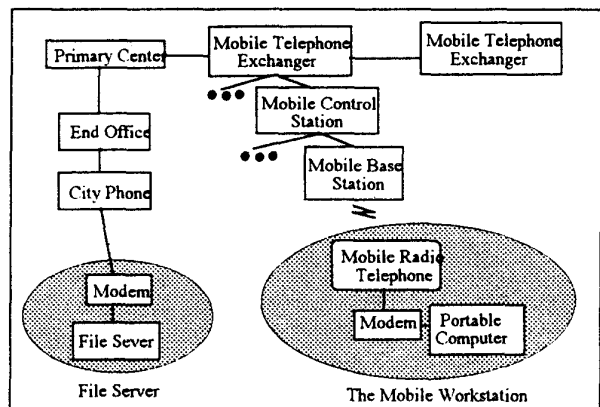 Primary Center
Mobile Telephone
Exchanger
Mobile Telephone
Exchanger
Mobile Control
Station
End Office
Mobile Base
Station
City Phone
Mobile Radio
Telephone
Modem
Modem
Portable
Computer
File Sever
File Server
The Mobile Workstation